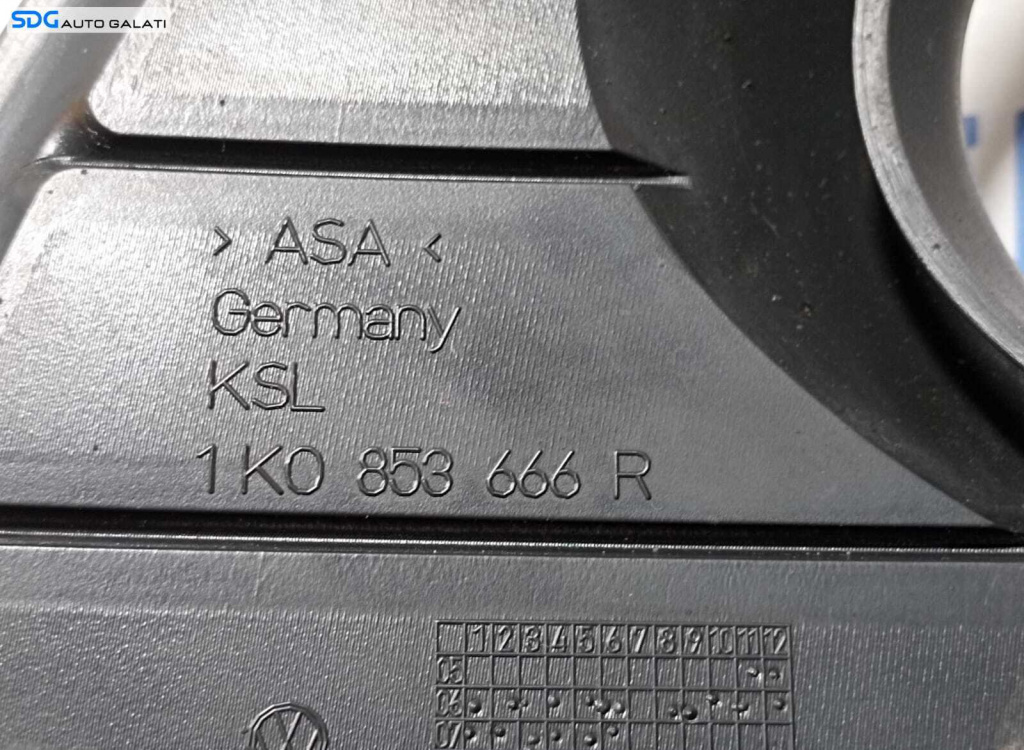 SDG AUTO GALATI
> ASA <
Germany
KSL
1K0 853 666 R
1 2 3 4 5 6 7 8 9 10 11 12
05
06
07